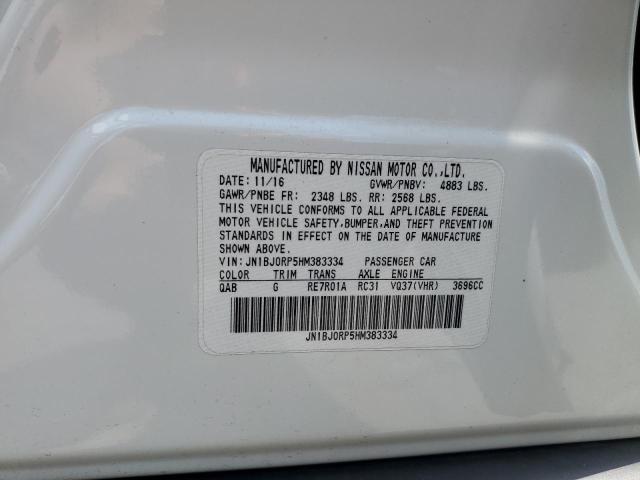 MANUFACTURED BY NISSAN MOTOR CO.,LTD.
DATE: 11/16 GVWR/PNBV: 4883 LBS.
GAWR/PNBE FR: 2348 LBS. RR: 2568 LBS.
THIS VEHICLE CONFORMS TO ALL APPLICABLE FEDERAL
MOTOR VEHICLE SAFETY,BUMPER,AND THEFT PREVENTION
STANDARDS IN EFFECT ON THE DATE OF MANUFACTURE
SHOWN ABOVE.
VIN: JN1BJ0RP5HM383334 PASSENGER CAR
COLOR TRIM TRANS AXLE ENGINE
QAB G RE7R01A RC31 VQ37(VHR) 3696CC
JN1BJ0RP5HM383334